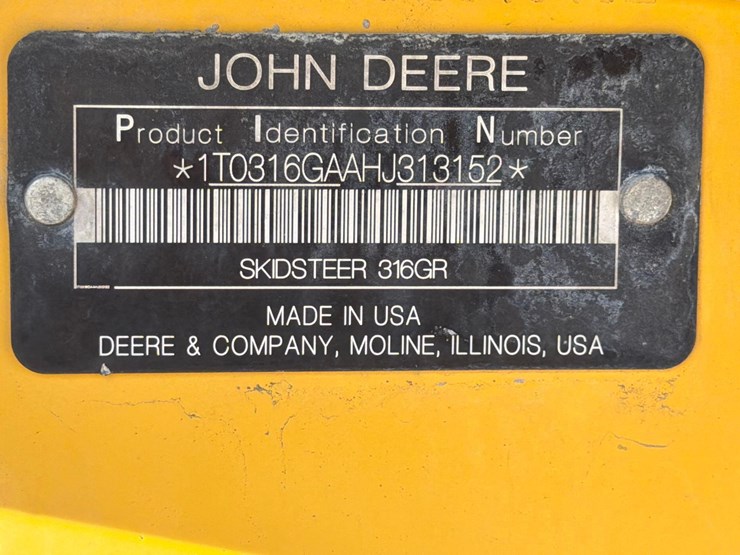 JOHN DEERE
Product Identification Number
*1T0316GAAHJ313152*
SKIDSTEER 316GR
MADE IN USA
DEERE & COMPANY, MOLINE, ILLINOIS, USA